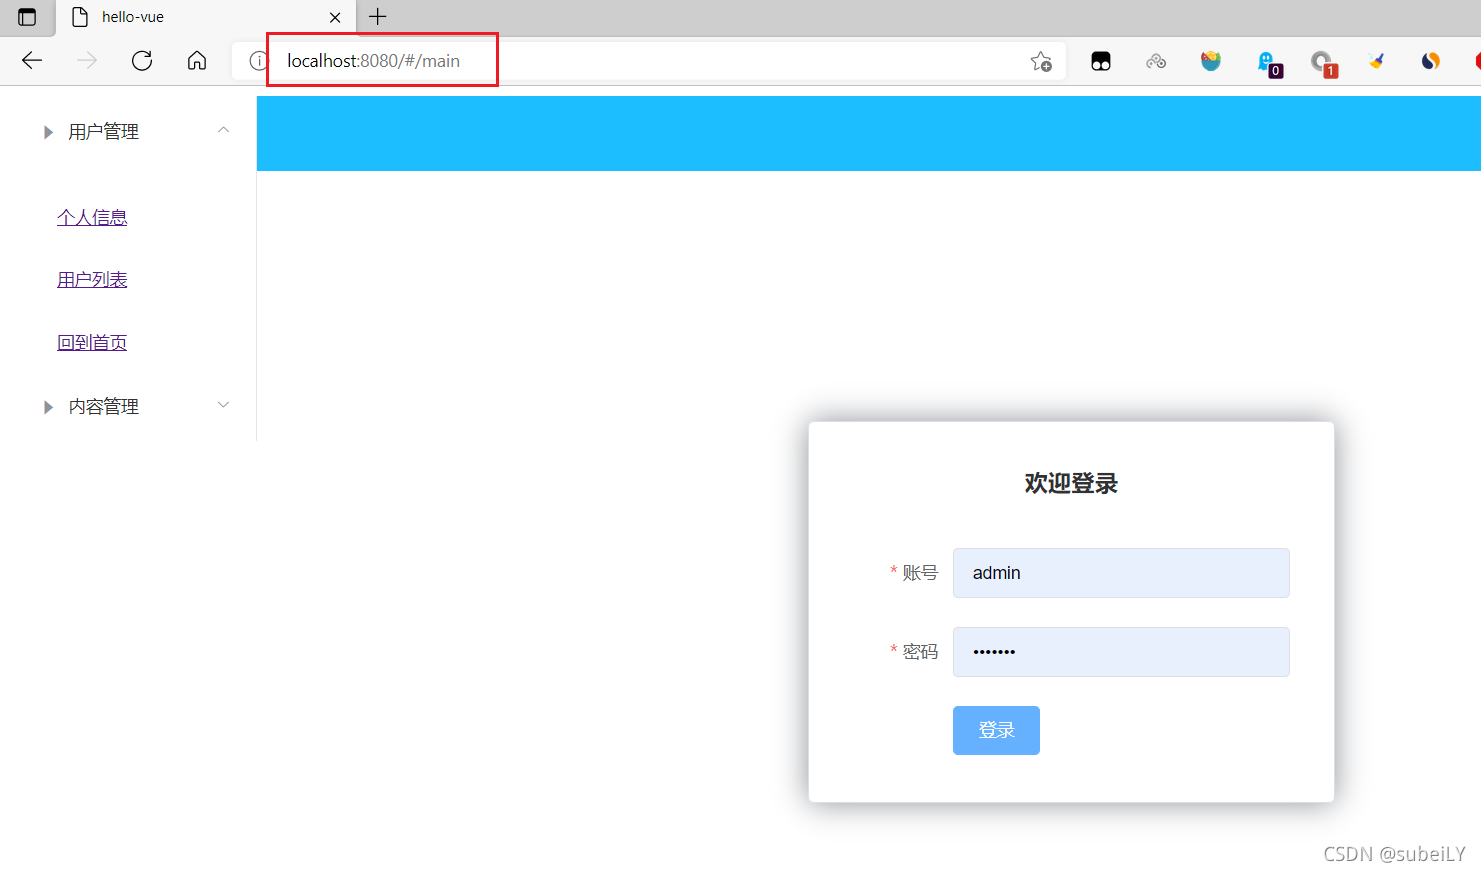 hello-vue
localhost:8080/#/main
0
1
用户管理
个人信息
用户列表
回到首页
内容管理
欢迎登录
* 账号 admin
* 密码 •••••••
登录
CSDN @subeiLY